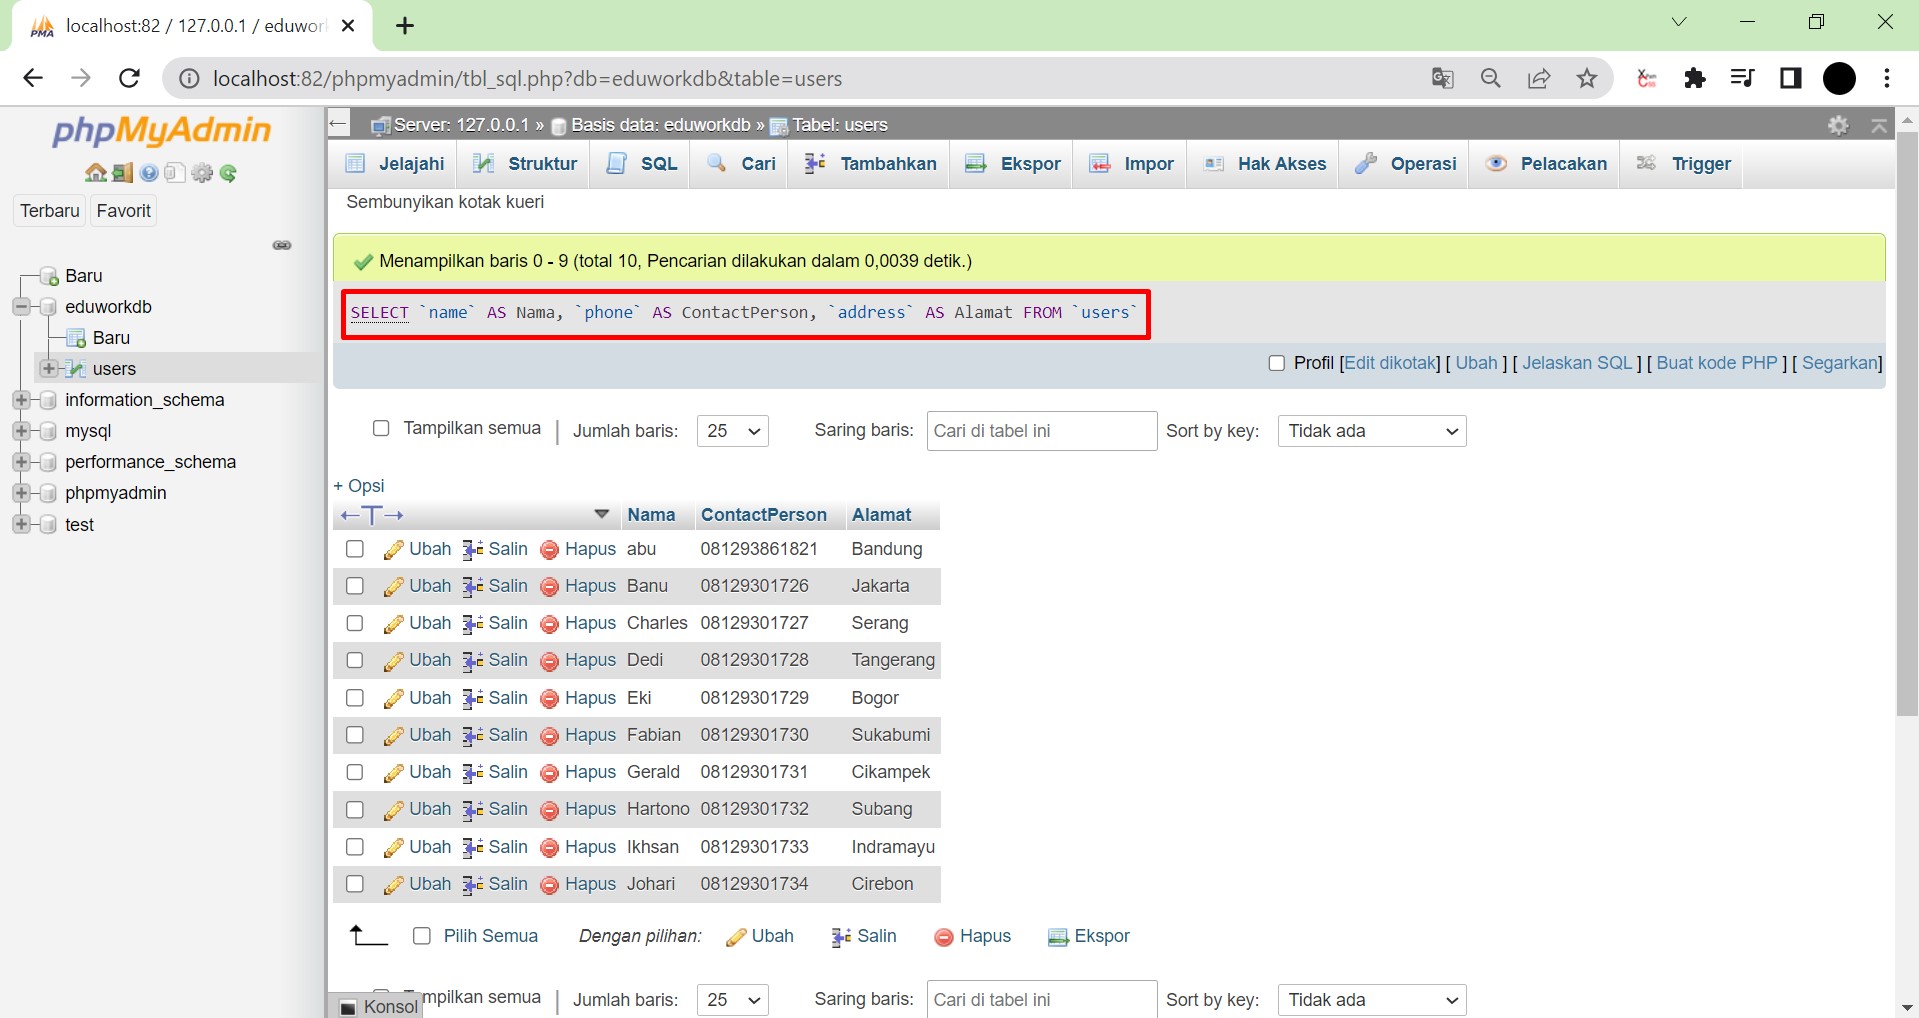 localhost:82 / 127.0.0.1 / eduwor
localhost:82/phpmyadmin/tbl_sql.php?db=eduworkdb&table=users
phpMyAdmin
Terbaru Favorit
Baru
eduworkdb
Baru
users
information_schema
mysql
performance_schema
phpmyadmin
test
Server: 127.0.0.1 » Basis data: eduworkdb » Tabel: users
Jelajahi Struktur SQL Cari Tambahkan Ekspor Impor Hak Akses Operasi Pelacakan Trigger
Sembunyikan kotak kueri
Menampilkan baris 0 - 9 (total 10, Pencarian dilakukan dalam 0,0039 detik.)
SELECT `name` AS Nama, `phone` AS ContactPerson, `address` AS Alamat FROM `users`
Profil [Edit dikotak] [ Ubah ] [ Jelaskan SQL ] [ Buat kode PHP ] [ Segarkan]
Tampilkan semua | Jumlah baris: 25 Saring baris: Cari di tabel ini Sort by key: Tidak ada
+ Opsi
←T→ Nama ContactPerson Alamat
Ubah Salin Hapus abu 081293861821 Bandung
Ubah Salin Hapus Banu 08129301726 Jakarta
Ubah Salin Hapus Charles 08129301727 Serang
Ubah Salin Hapus Dedi 08129301728 Tangerang
Ubah Salin Hapus Eki 08129301729 Bogor
Ubah Salin Hapus Fabian 08129301730 Sukabumi
Ubah Salin Hapus Gerald 08129301731 Cikampek
Ubah Salin Hapus Hartono 08129301732 Subang
Ubah Salin Hapus Ikhsan 08129301733 Indramayu
Ubah Salin Hapus Johari 08129301734 Cirebon
Pilih Semua Dengan pilihan: Ubah Salin Hapus Ekspor
mpilkan semua | Jumlah baris: 25 Saring baris: Cari di tabel ini Sort by key: Tidak ada
Konsol